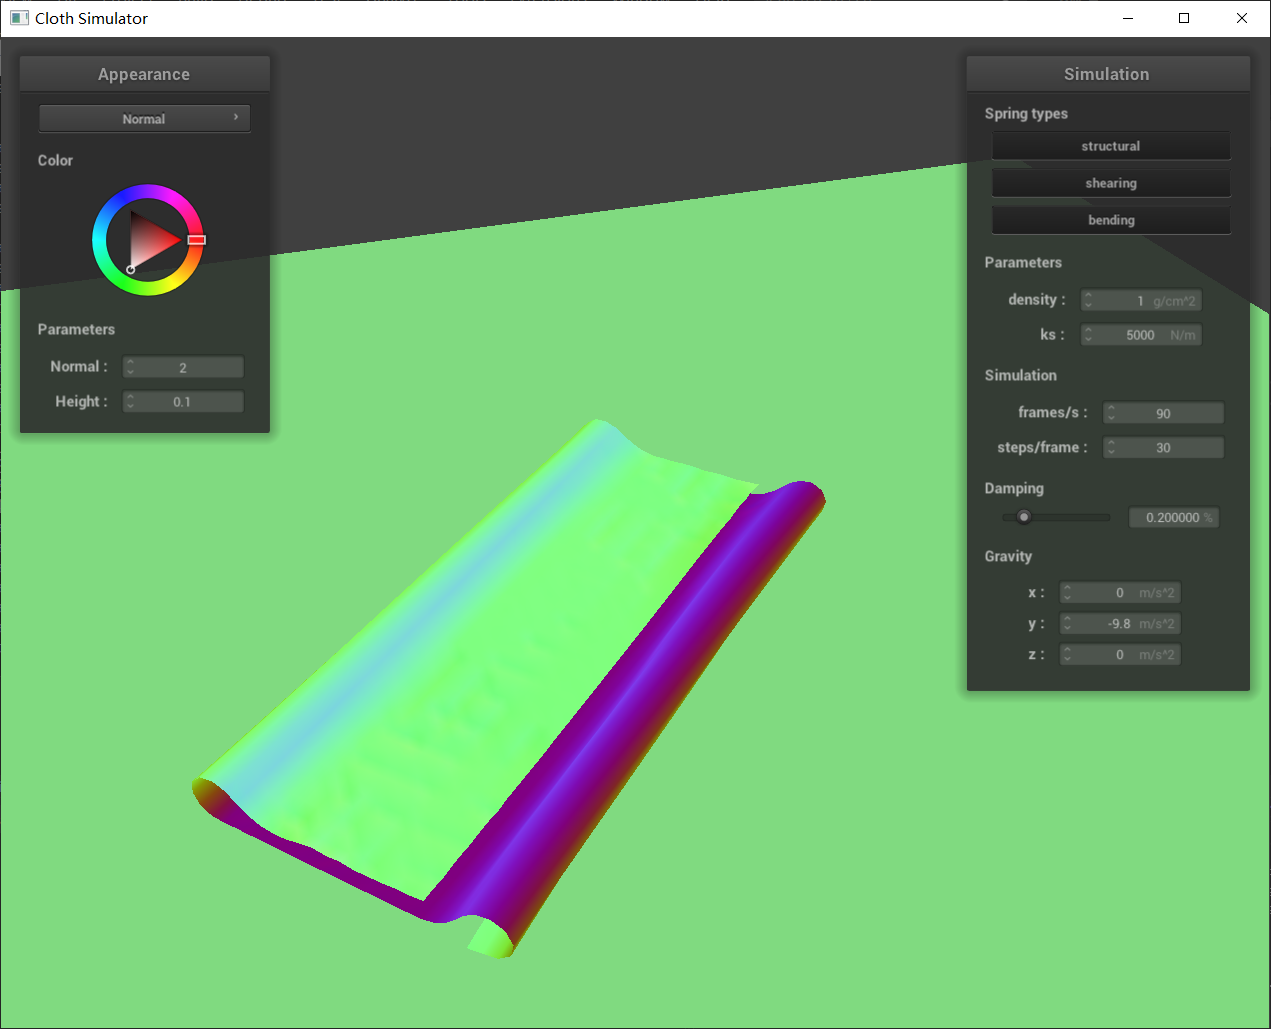 Cloth Simulator
Appearance
Normal
Color
Parameters
Normal : 2
Height : 0.1
Simulation
Spring types
structural
shearing
bending
Parameters
density : 1 g/cm^2
ks : 5000 N/m
Simulation
frames/s : 90
steps/frame : 30
Damping
0.200000 %
Gravity
x : 0 m/s^2
y : -9.8 m/s^2
z : 0 m/s^2